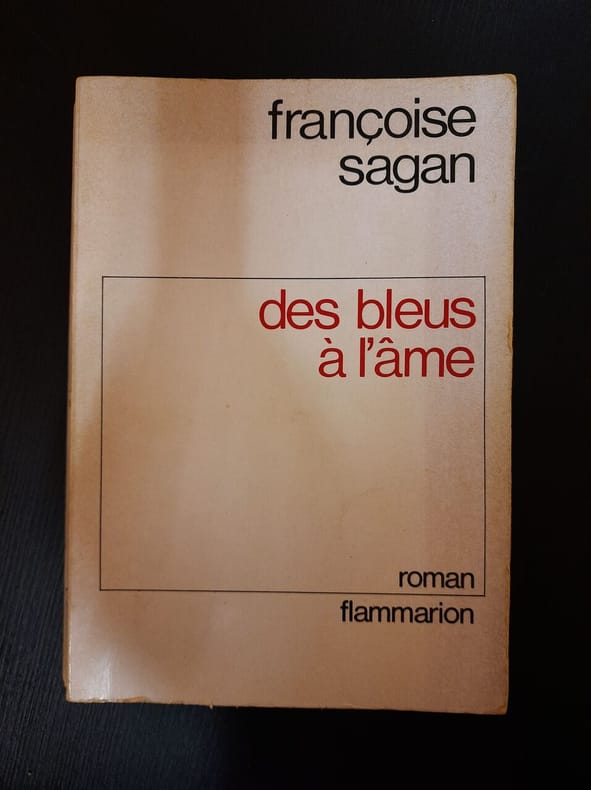 françoise
sagan
des bleus
à l'âme
roman
flammarion